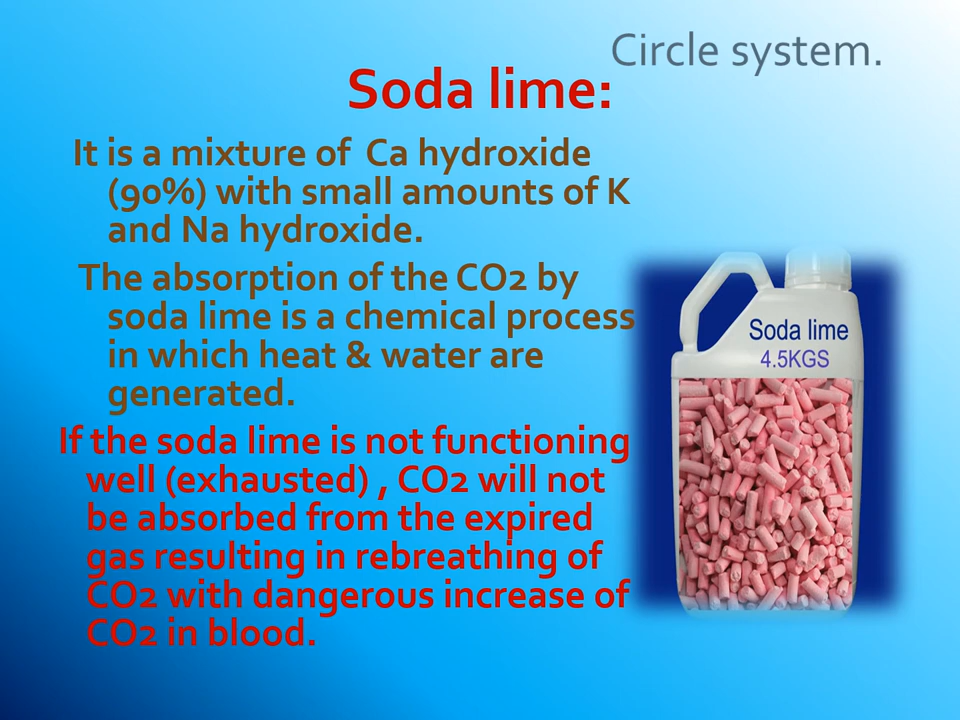 Circle system.
Soda lime:
It is a mixture of Ca hydroxide
(90%) with small amounts of K
and Na hydroxide.
The absorption of the CO2 by
soda lime is a chemical process
in which heat & water are
generated.
If the soda lime is not functioning
well (exhausted) , CO2 will not
be absorbed from the expired
gas resulting in rebreathing of
CO2 with dangerous increase of
CO2 in blood.
Soda lime
4.5KGS